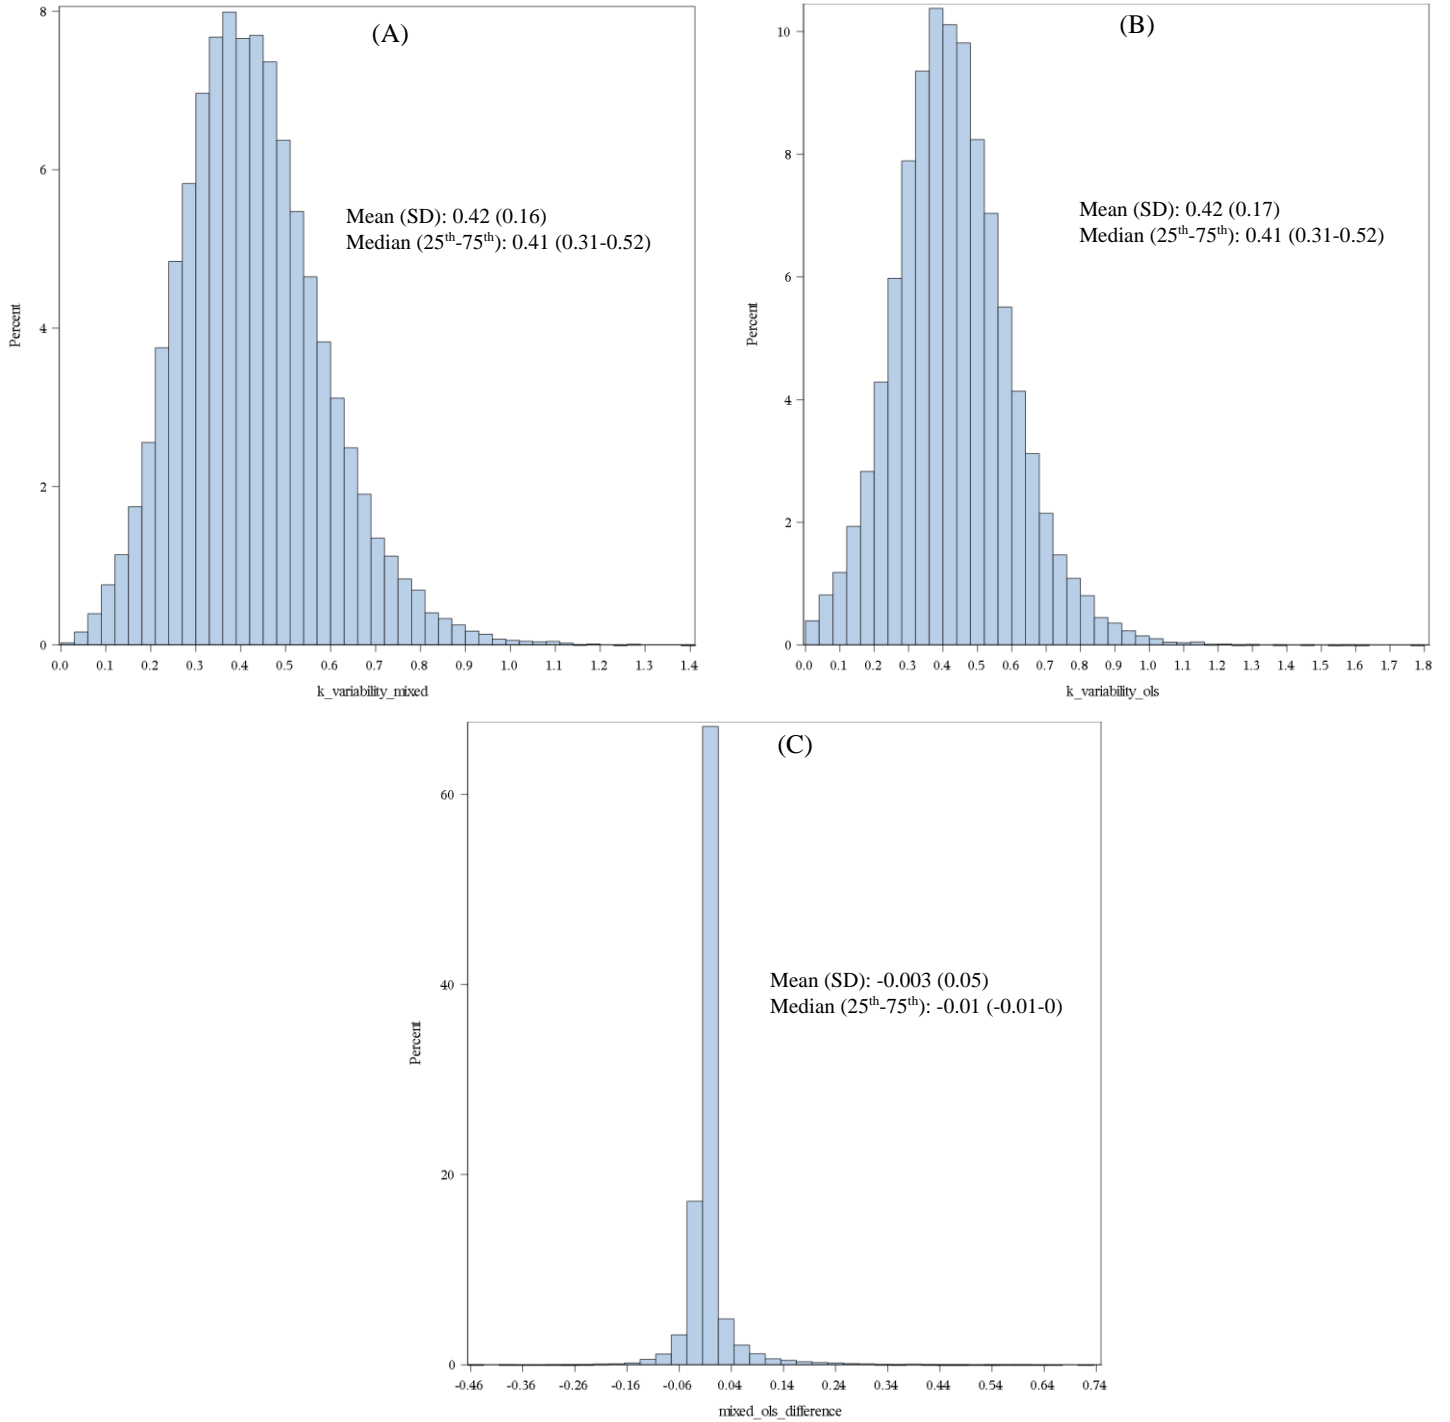 (A)
8
6
4
2
0
Percent
Mean (SD): 0.42 (0.16)
Median (25th-75th): 0.41 (0.31-0.52)
0.0 0.1 0.2 0.3 0.4 0.5 0.6 0.7 0.8 0.9 1.0 1.1 1.2 1.3 1.4
k_variability_mixed
(B)
10
8
6
4
2
0
Percent
Mean (SD): 0.42 (0.17)
Median (25th-75th): 0.41 (0.31-0.52)
0.0 0.1 0.2 0.3 0.4 0.5 0.6 0.7 0.8 0.9 1.0 1.1 1.2 1.3 1.4 1.5 1.6 1.7 1.8
k_variability_ols
(C)
60
40
20
0
Percent
Mean (SD): -0.003 (0.05)
Median (25th-75th): -0.01 (-0.01-0)
-0.46 -0.36 -0.26 -0.16 -0.06 0.04 0.14 0.24 0.34 0.44 0.54 0.64 0.74
mixed_ols_difference